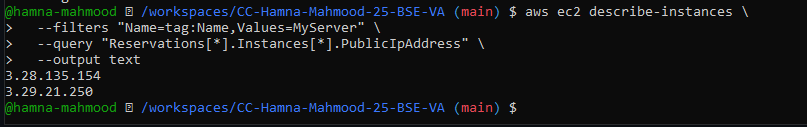 @hamna-mahmood /workspaces/CC-Hamna-Mahmood-25-BSE-VA (main) $ aws ec2 describe-instances \
>   --filters "Name=tag:Name,Values=MyServer" \
>   --query "Reservations[*].Instances[*].PublicIpAddress" \
>   --output text
3.28.135.154
3.29.21.250
@hamna-mahmood /workspaces/CC-Hamna-Mahmood-25-BSE-VA (main) $